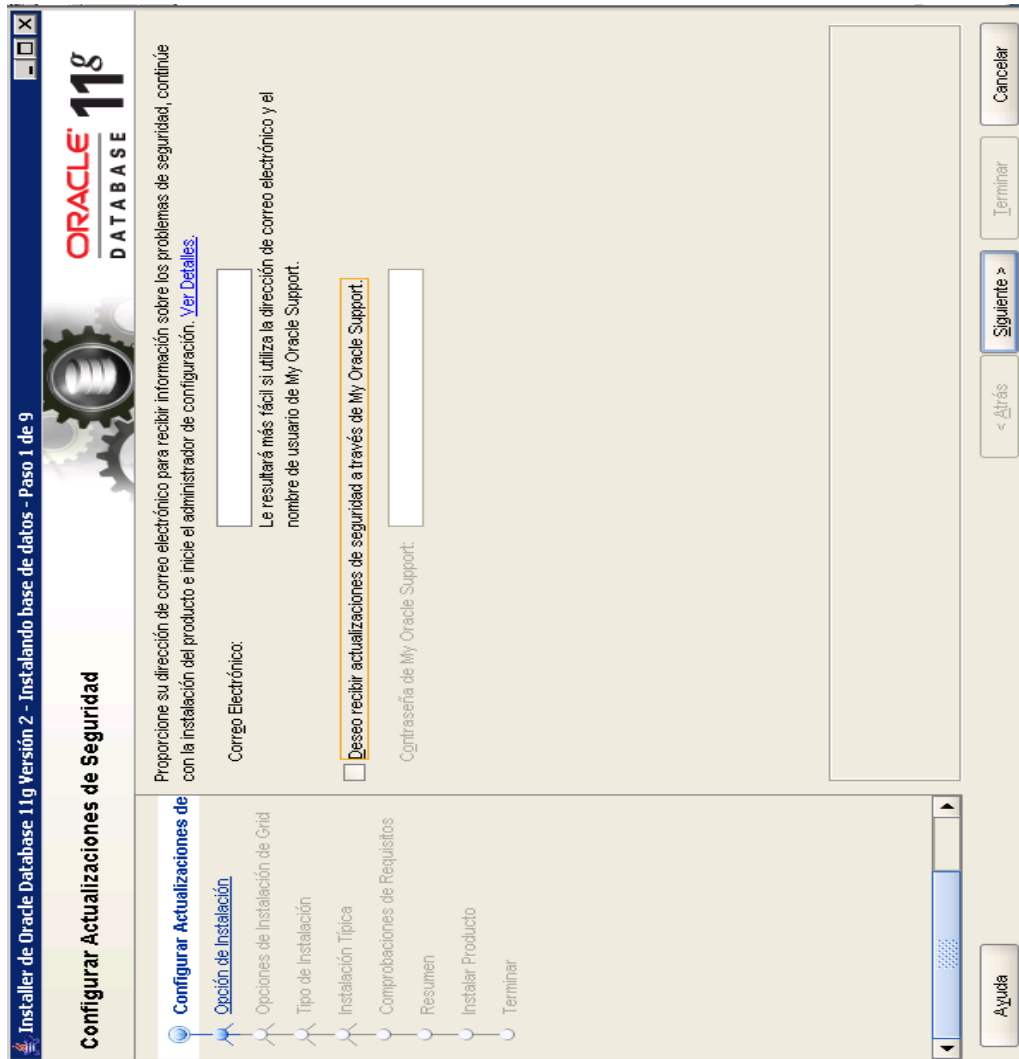 Installer de Oracle Database 11g Versión 2 - Instalando base de datos - Paso 1 de 9
Configurar Actualizaciones de Seguridad
ORACLE
DATABASE
11g
Configurar Actualizaciones de
Opción de Instalación
Opciones de Instalación de Grid
Tipo de Instalación
Instalación Típica
Comprobaciones de Requisitos
Resumen
Instalar Producto
Terminar
Proporcione su dirección de correo electrónico para recibir información sobre los problemas de seguridad, continúe
con la instalación del producto e inicie el administrador de configuración. Ver Detalles.
Correo Electrónico:
Le resultará más fácil si utiliza la dirección de correo electrónico y el
nombre de usuario de My Oracle Support.
Deseo recibir actualizaciones de seguridad a través de My Oracle Support.
Contraseña de My Oracle Support:
Ayuda
< Atrás
Siguiente >
Terminar
Cancelar